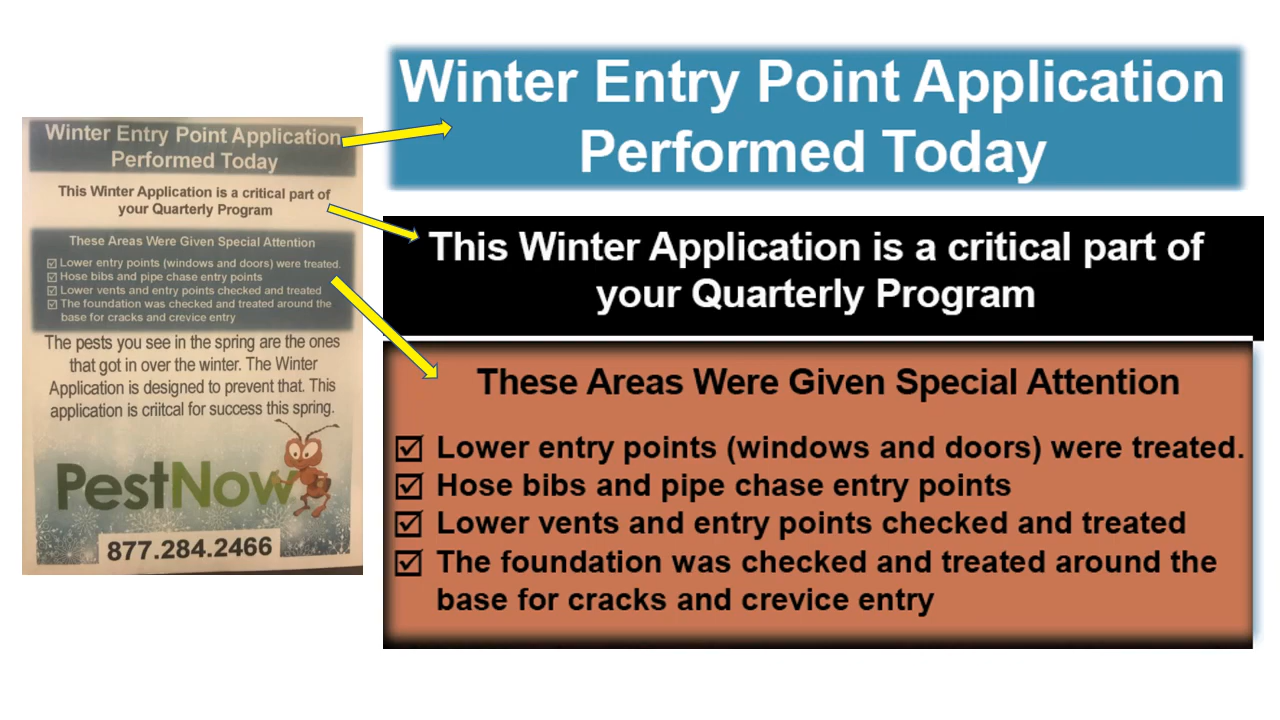 Winter Entry Point Application
Performed Today
This Winter Application is a critical part of
your Quarterly Program
These Areas Were Given Special Attention
☑ Lower entry points (windows and doors) were treated.
☑ Hose bibs and pipe chase entry points
☑ Lower vents and entry points checked and treated
☑ The foundation was checked and treated around the
base for cracks and crevice entry
The pests you see in the spring are the ones
that got in over the winter. The Winter
Application is designed to prevent that. This
application is criitcal for success this spring.
PestNow
877.284.2466
Winter Entry Point Application
Performed Today
This Winter Application is a critical part of
your Quarterly Program
These Areas Were Given Special Attention
☑ Lower entry points (windows and doors) were treated.
☑ Hose bibs and pipe chase entry points
☑ Lower vents and entry points checked and treated
☑ The foundation was checked and treated around the
base for cracks and crevice entry